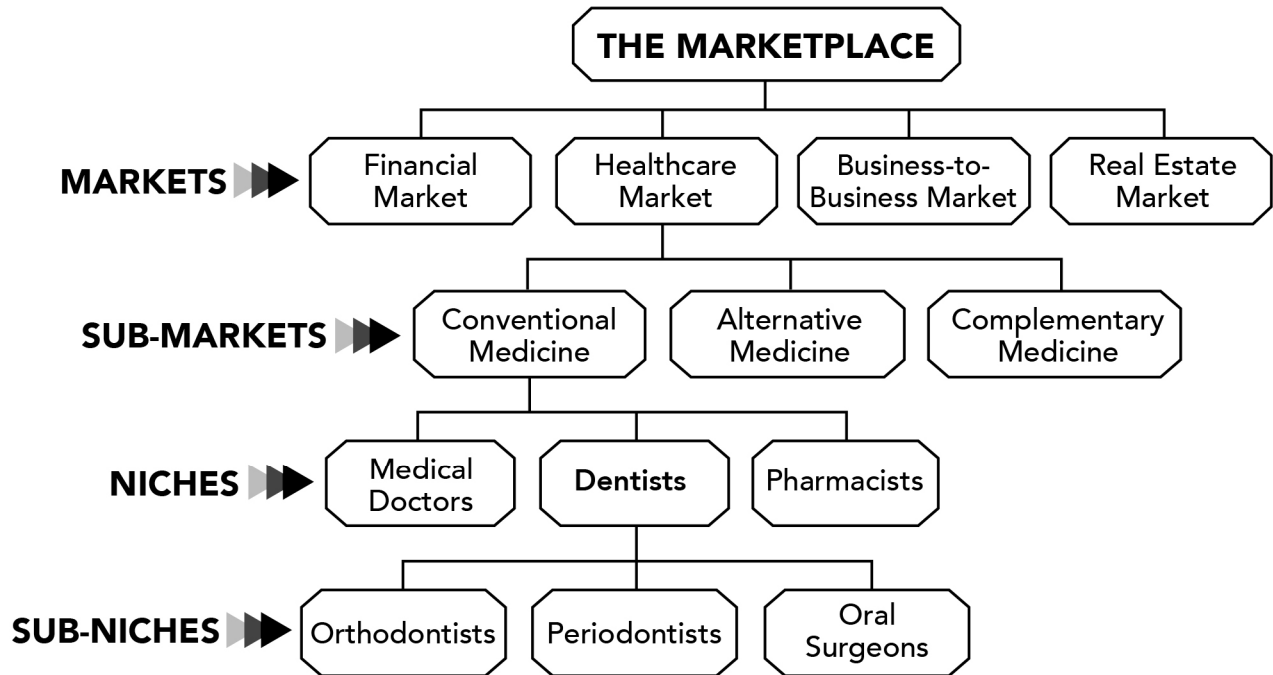 THE MARKETPLACE
MARKETS
Financial
Market
Healthcare
Market
Business-to-
Business Market
Real Estate
Market
SUB-MARKETS
Conventional
Medicine
Alternative
Medicine
Complementary
Medicine
NICHES
Medical
Doctors
Dentists
Pharmacists
SUB-NICHES
Orthodontists
Periodontists
Oral
Surgeons